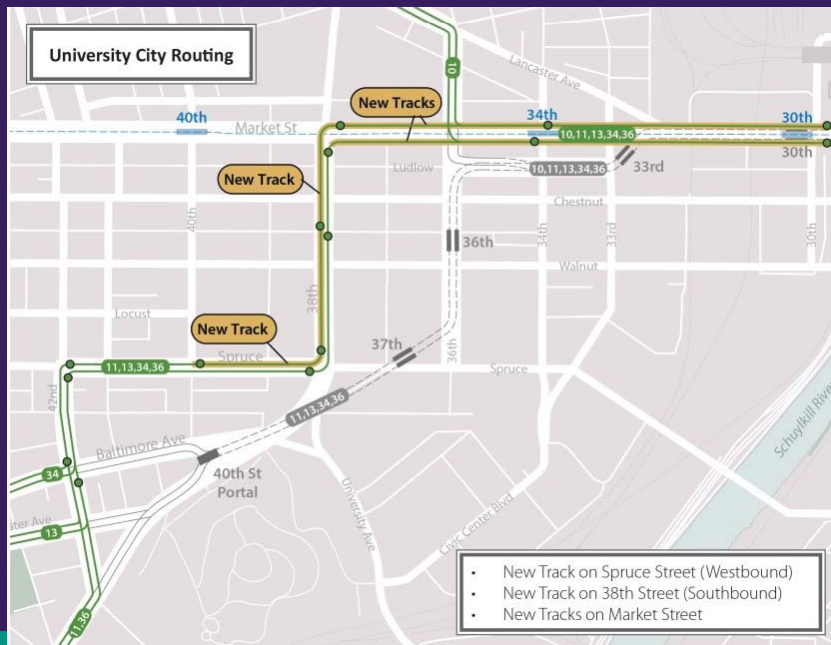 University City Routing
10
Lancaster Ave
New Tracks
40th
34th
30th
Market St
10,11,13,34,36
30th
Ludlow
10,11,13,34,36
33rd
New Track
Chestnut
40th
34th
33rd
30th
36th
Walnut
38th
Locust
New Track
37th
36th
Spruce
11,13,34,36
Spruce
42nd
11,13,34,36
Schuylkill River
Baltimore Ave
34
40th St
Portal
University Ave
Civic Center Blvd
ster Ave
13
11,36
• New Track on Spruce Street (Westbound)
• New Track on 38th Street (Southbound)
• New Tracks on Market Street